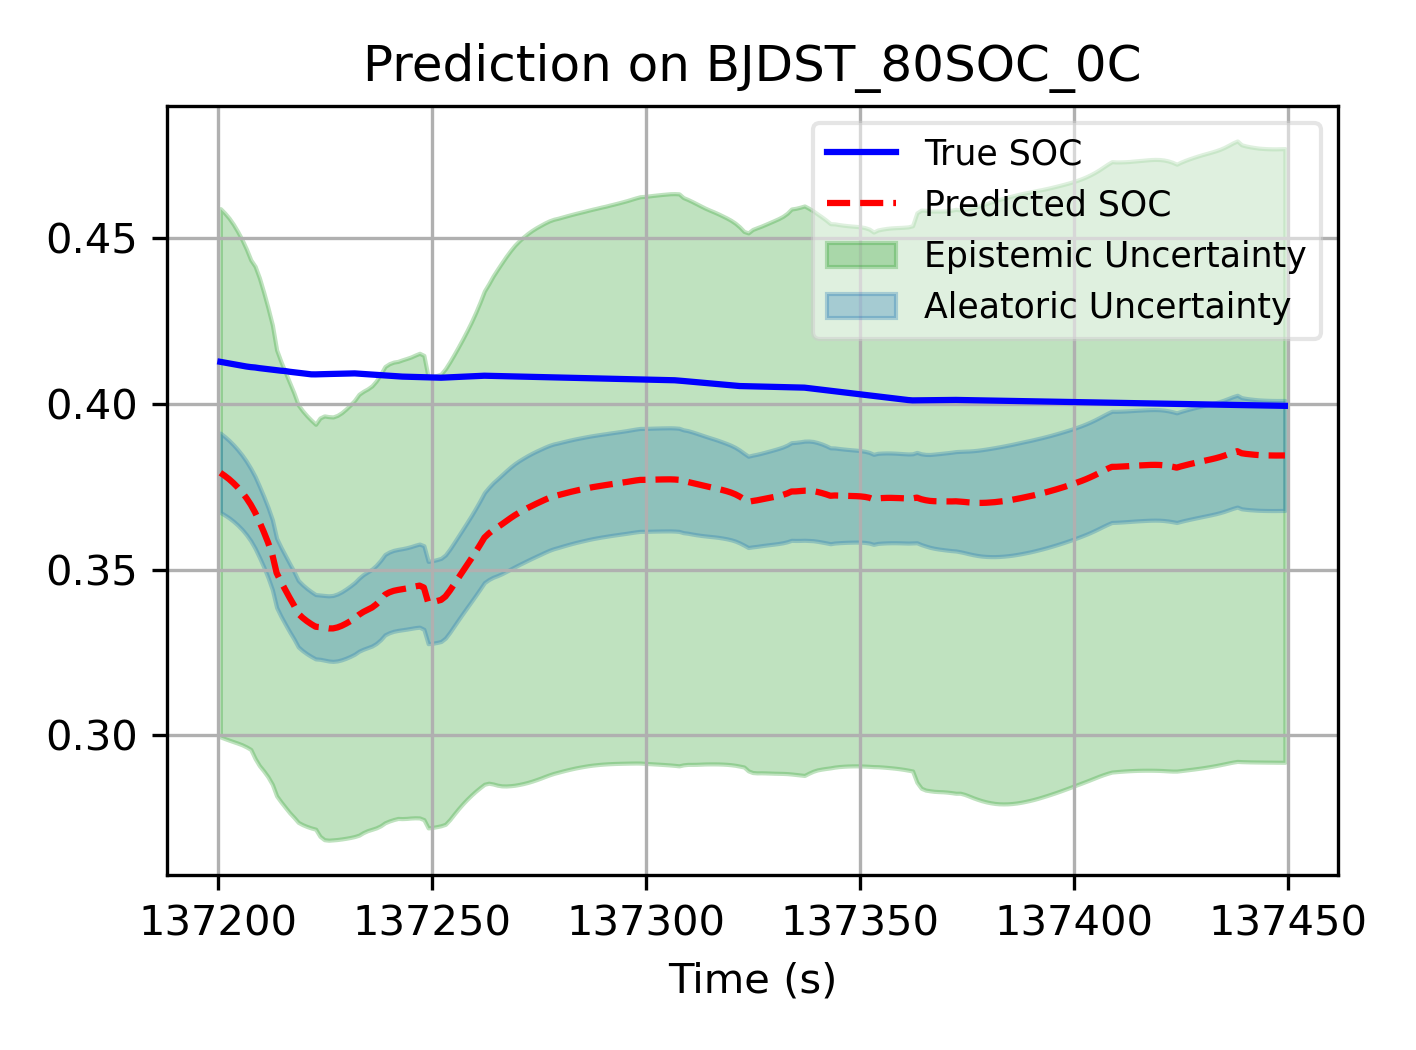 Prediction on BJDST_80SOC_0C
True SOC
Predicted SOC
Epistemic Uncertainty
Aleatoric Uncertainty
0.45
0.40
0.35
0.30
137200 137250 137300 137350 137400 137450
Time (s)